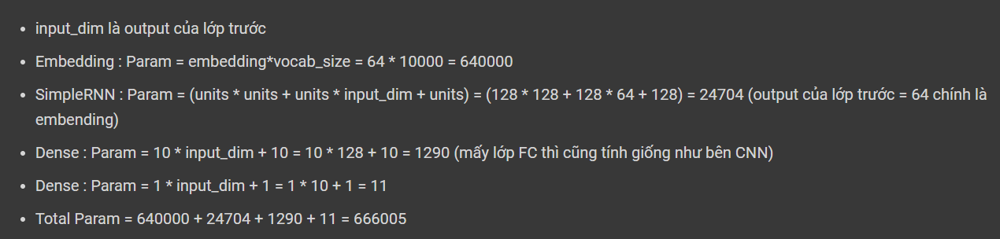 • input_dim là output của lớp trước
• Embedding : Param = embedding*vocab_size = 64 * 10000 = 640000
• SimpleRNN : Param = (units * units + units * input_dim + units) = (128 * 128 + 128 * 64 + 128) = 24704 (output của lớp trước = 64 chính là
embending)
• Dense : Param = 10 * input_dim + 10 = 10 * 128 + 10 = 1290 (mấy lớp FC thì cũng tính giống như bên CNN)
• Dense : Param = 1 * input_dim + 1 = 1 * 10 + 1 = 11
• Total Param = 640000 + 24704 + 1290 + 11 = 666005